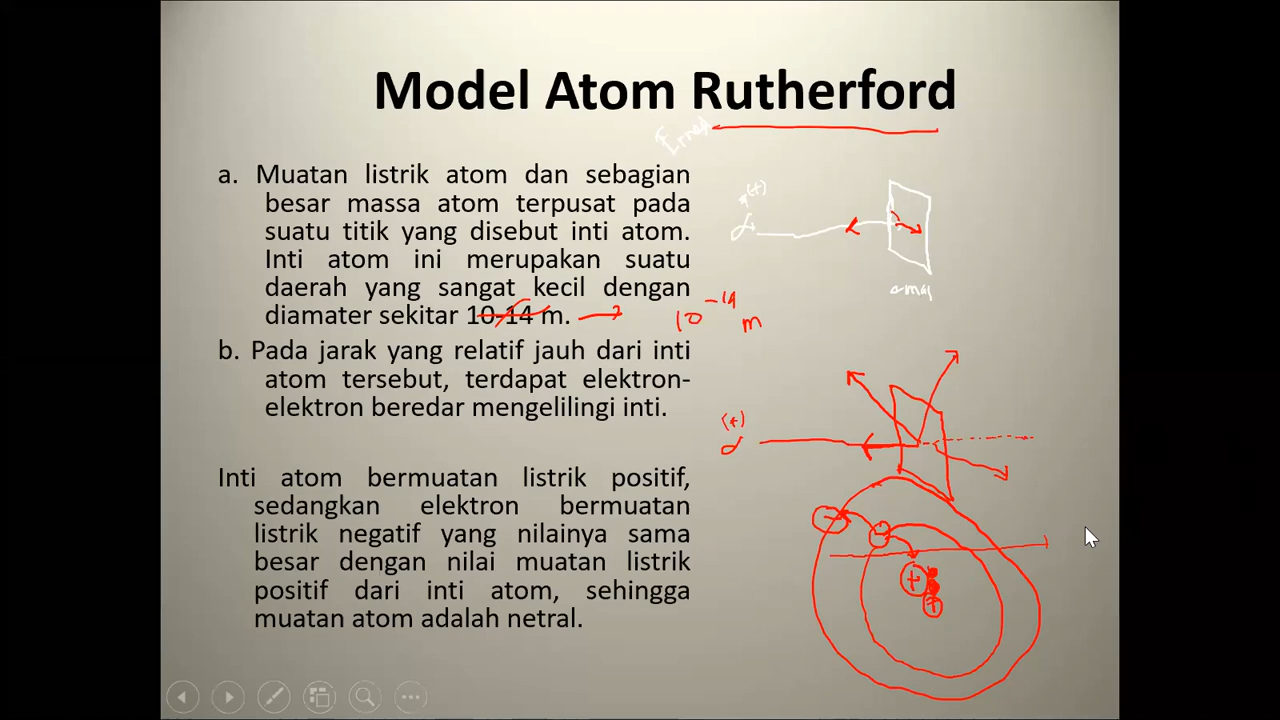 Model Atom Rutherford
Ernest
a. Muatan listrik atom dan sebagian
besar massa atom terpusat pada
suatu titik yang disebut inti atom.
Inti atom ini merupakan suatu
daerah yang sangat kecil dengan
diamater sekitar 10-14 m.
10⁻¹⁴ m
b. Pada jarak yang relatif jauh dari inti
atom tersebut, terdapat elektron-
elektron beredar mengelilingi inti.
Inti atom bermuatan listrik positif,
sedangkan elektron bermuatan
listrik negatif yang nilainya sama
besar dengan nilai muatan listrik
positif dari inti atom, sehingga
muatan atom adalah netral.
α
(+)
emas
(+)
α
−
−
+
+